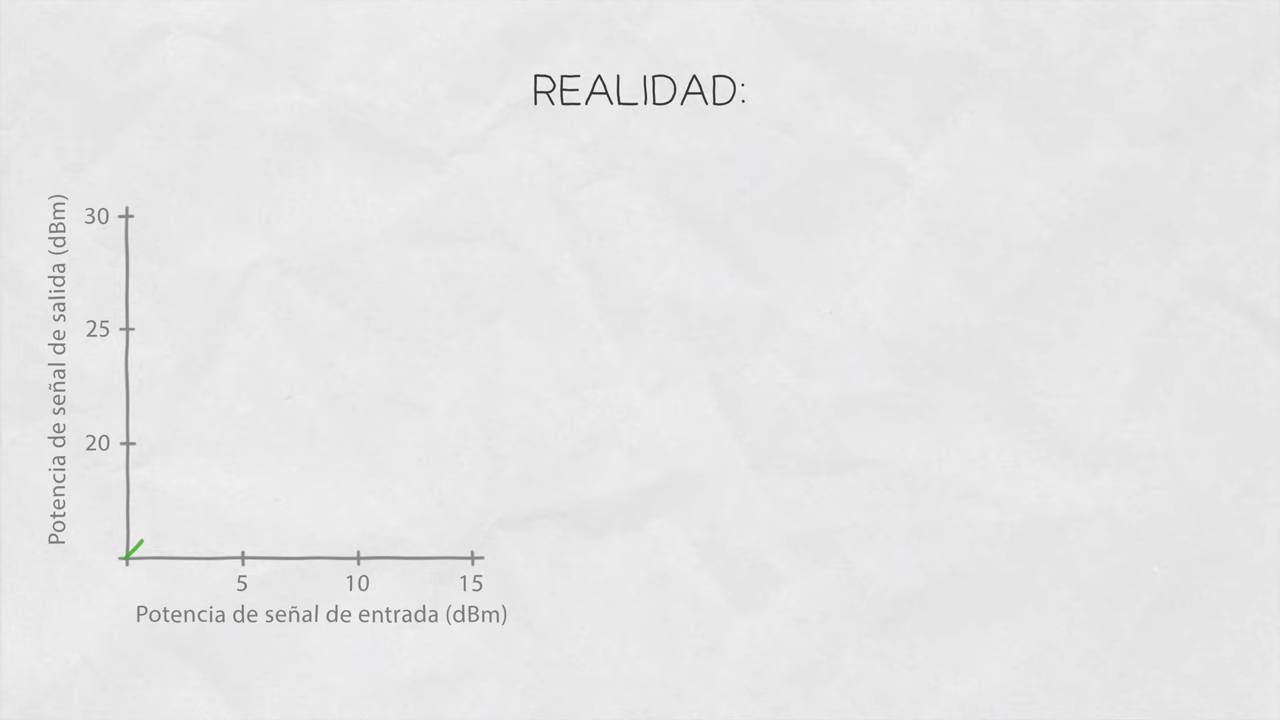 REALIDAD:
Potencia de señal de salida (dBm)
30
25
20
5 10 15
Potencia de señal de entrada (dBm)